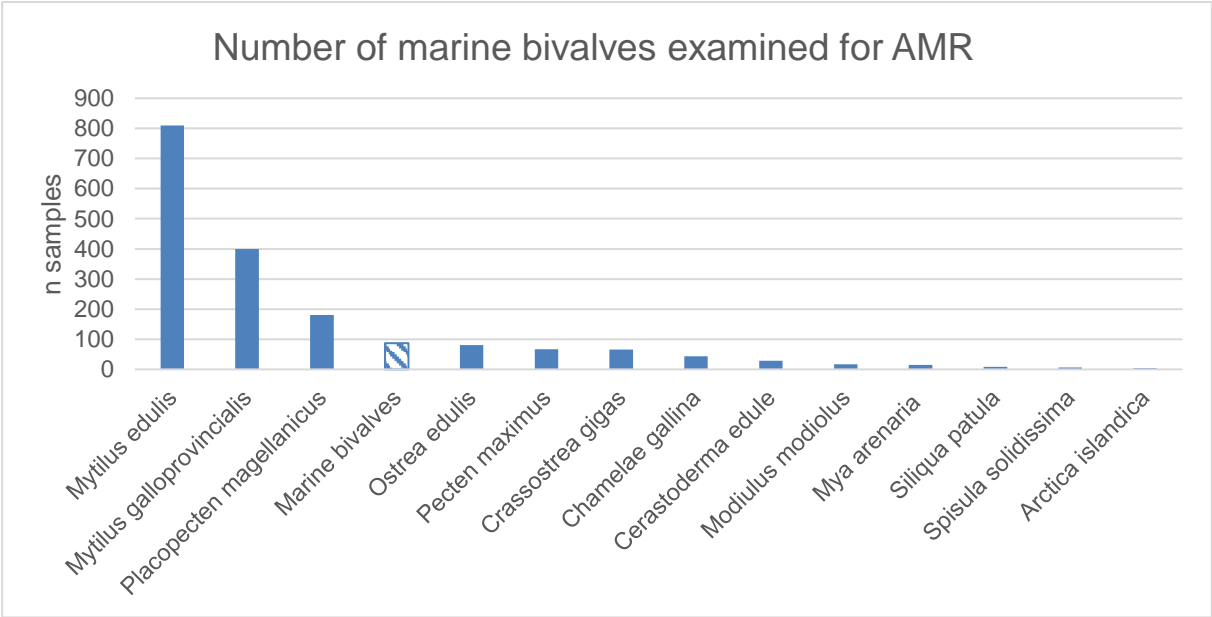 Number of marine bivalves examined for AMR
n samples
900
800
700
600
500
400
300
200
100
0
Mytilus edulis
Mytilus galloprovincialis
Placopecten magellanicus
Marine bivalves
Ostrea edulis
Pecten maximus
Crassostrea gigas
Chamelae gallina
Cerastoderma edule
Modiulus modiolus
Mya arenaria
Siliqua patula
Spisula solidissima
Arctica islandica